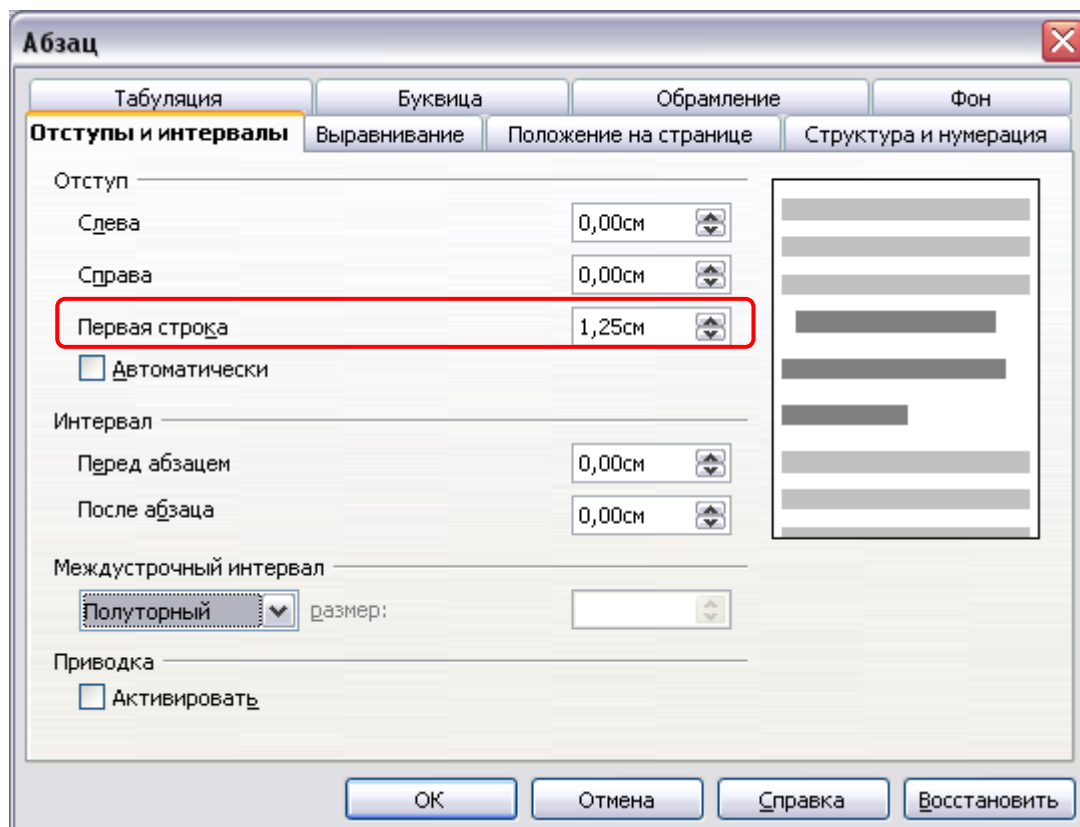 Абзац
Табуляция Буквица Обрамление Фон
Отступы и интервалы Выравнивание Положение на странице Структура и нумерация
Отступ
Слева 0,00см
Справа 0,00см
Первая строка 1,25см
Автоматически
Интервал
Перед абзацем 0,00см
После абзаца 0,00см
Междустрочный интервал
Полуторный размер:
Приводка
Активировать
ОК Отмена Справка Восстановить